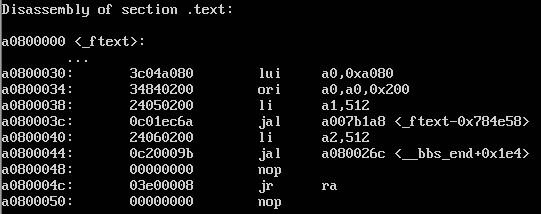 Disassembly of section .text:
a0800000 <_ftext>:
...
a0800030: 3c04a080 lui a0,0xa080
a0800034: 34840200 ori a0,a0,0x200
a0800038: 24050200 li a1,512
a080003c: 0c01ec6a jal a007b1a8 <_ftext-0x784e58>
a0800040: 24060200 li a2,512
a0800044: 0c20009b jal a080026c <__bbs_end+0x1e4>
a0800048: 00000000 nop
a080004c: 03e00008 jr ra
a0800050: 00000000 nop